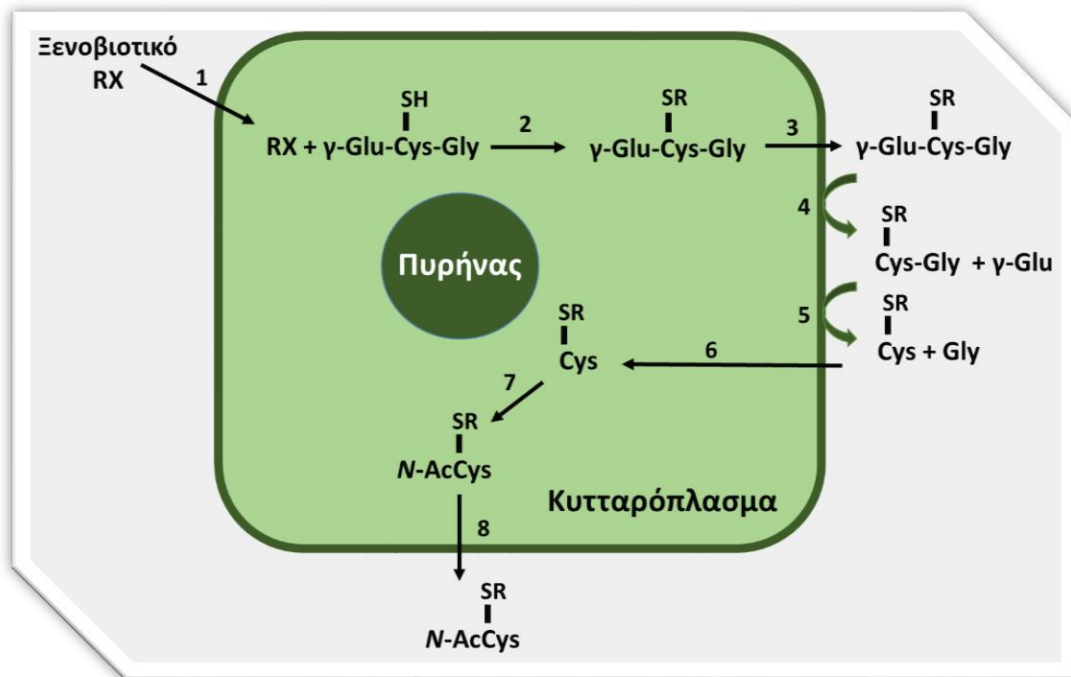 Ξενοβιοτικό
RX
1
SH
RX + γ-Glu-Cys-Gly
2
SR
γ-Glu-Cys-Gly
3
SR
γ-Glu-Cys-Gly
4
SR
Cys-Gly + γ-Glu
Πυρήνας
5
SR
Cys + Gly
6
SR
Cys
7
SR
N-AcCys
Κυτταρόπλασμα
8
SR
N-AcCys